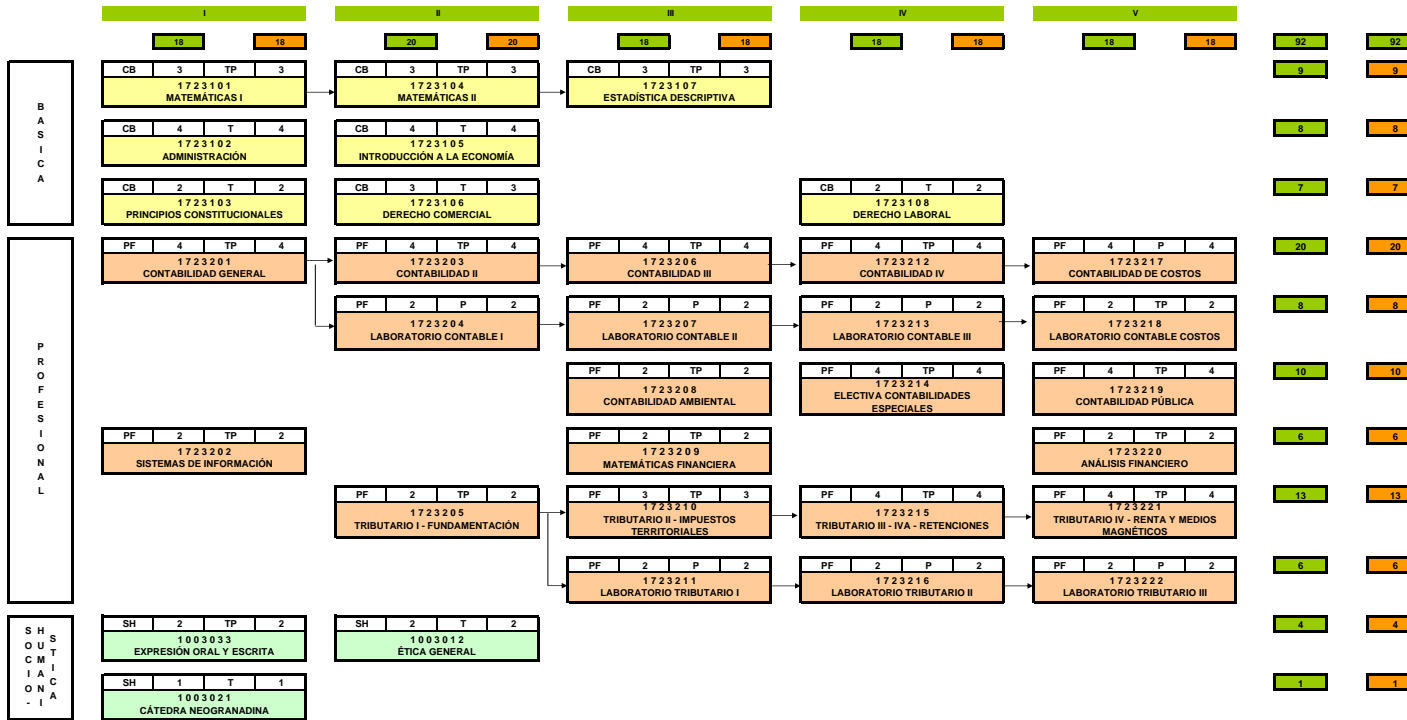 I II III IV V
18 18 20 20 18 18 18 18 18 18 92 92
BASICA
CB 3 TP 3 CB 3 TP 3 CB 3 TP 3 9 9
1723101 1723104 1723107
MATEMÁTICAS I MATEMÁTICAS II ESTADÍSTICA DESCRIPTIVA
CB 4 T 4 CB 4 T 4 8 8
1723102 1723105
ADMINISTRACIÓN INTRODUCCIÓN A LA ECONOMÍA
CB 2 T 2 CB 3 T 3 CB 2 T 2 7 7
1723103 1723106 1723108
PRINCIPIOS CONSTITUCIONALES DERECHO COMERCIAL DERECHO LABORAL
PROFESIONAL
PF 4 TP 4 PF 4 TP 4 PF 4 TP 4 PF 4 TP 4 PF 4 P 4 20 20
1723201 1723203 1723206 1723212 1723217
CONTABILIDAD GENERAL CONTABILIDAD II CONTABILIDAD III CONTABILIDAD IV CONTABILIDAD DE COSTOS
PF 2 P 2 PF 2 P 2 PF 2 P 2 PF 2 TP 2 8 8
1723204 1723207 1723213 1723218
LABORATORIO CONTABLE I LABORATORIO CONTABLE II LABORATORIO CONTABLE III LABORATORIO CONTABLE COSTOS
PF 2 TP 2 PF 4 TP 4 PF 4 TP 4 10 10
1723208 1723214 1723219
CONTABILIDAD AMBIENTAL ELECTIVA CONTABILIDADES ESPECIALES CONTABILIDAD PÚBLICA
PF 2 TP 2 PF 2 TP 2 PF 2 TP 2 6 6
1723202 1723209 1723220
SISTEMAS DE INFORMACIÓN MATEMÁTICAS FINANCIERA ANÁLISIS FINANCIERO
PF 2 TP 2 PF 3 TP 3 PF 4 TP 4 PF 4 TP 4 13 13
1723205 1723210 1723215 1723221
TRIBUTARIO I - FUNDAMENTACIÓN TRIBUTARIO II - IMPUESTOS TERRITORIALES TRIBUTARIO III - IVA - RETENCIONES TRIBUTARIO IV - RENTA Y MEDIOS MAGNÉTICOS
PF 2 P 2 PF 2 P 2 PF 2 P 2 6 6
1723211 1723216 1723222
LABORATORIO TRIBUTARIO I LABORATORIO TRIBUTARIO II LABORATORIO TRIBUTARIO III
SOCIO-HUMANISTICA
SH 2 TP 2 SH 2 T 2 4 4
1003033 1003012
EXPRESIÓN ORAL Y ESCRITA ÉTICA GENERAL
SH 1 T 1 1 1
1003021
CÁTEDRA NEOGRANADINA